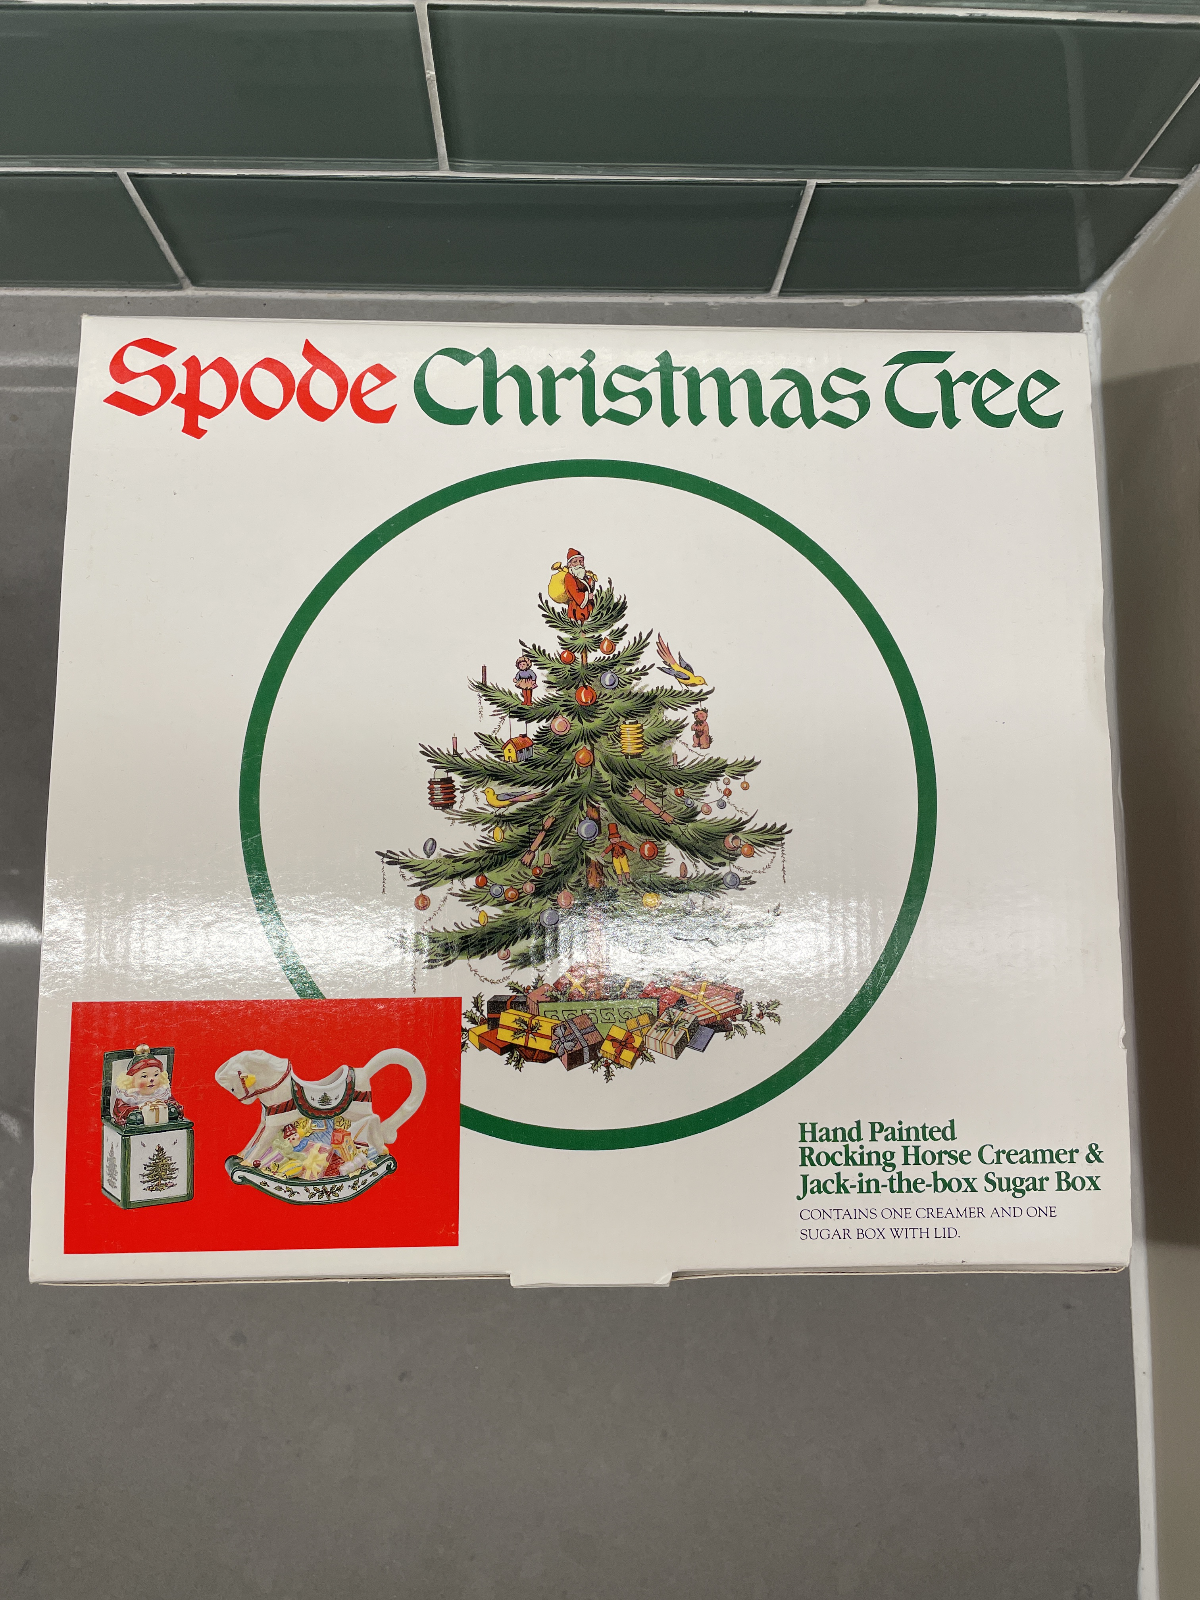 Spode Christmas Tree
Hand Painted
Rocking Horse Creamer &
Jack-in-the-box Sugar Box
CONTAINS ONE CREAMER AND ONE
SUGAR BOX WITH LID.